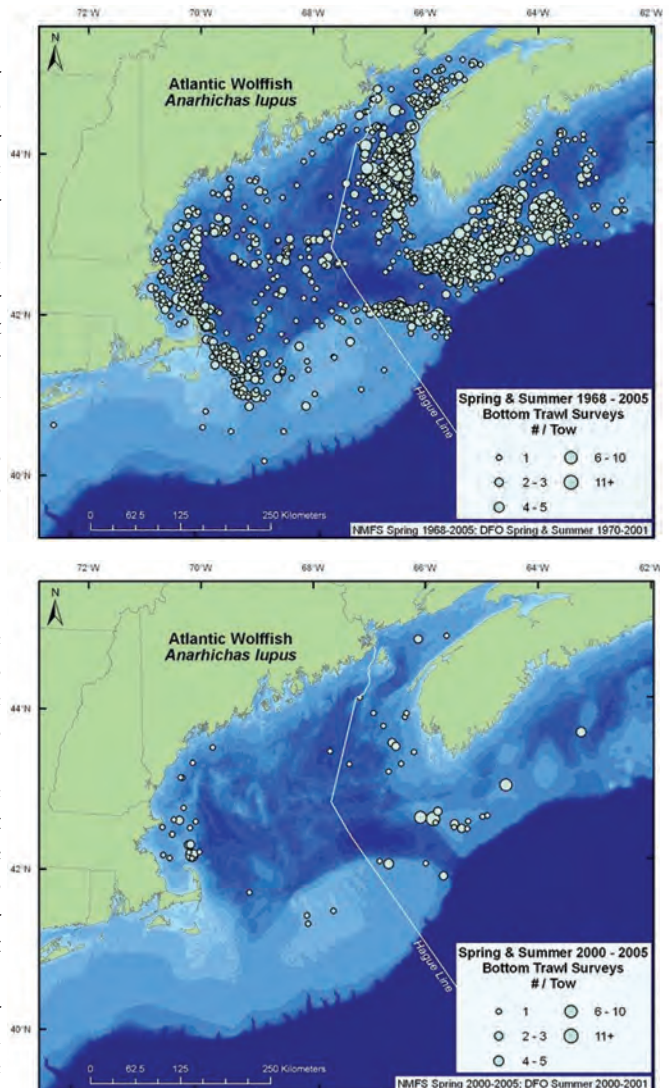 72 W 70 W 68 W 66 W 64 W 62 W
N
Atlantic Wolffish
Anarhichas lupus
44 N
42 N
40 N
Hague Line
Spring & Summer 1968 - 2005
Bottom Trawl Surveys
# / Tow
1 6 - 10
2 - 3 11+
4 - 5
0 62.5 125 250 Kilometers
NMFS Spring 1968-2005; DFO Spring & Summer 1970-2001
72 W 70 W 68 W 66 W 64 W 62 W
N
Atlantic Wolffish
Anarhichas lupus
44 N
42 N
40 N
Hague Line
Spring & Summer 2000 - 2005
Bottom Trawl Surveys
# / Tow
1 6 - 10
2 - 3 11+
4 - 5
0 62.5 125 250 Kilometers
NMFS Spring 2000-2005; DFO Summer 2000-2001